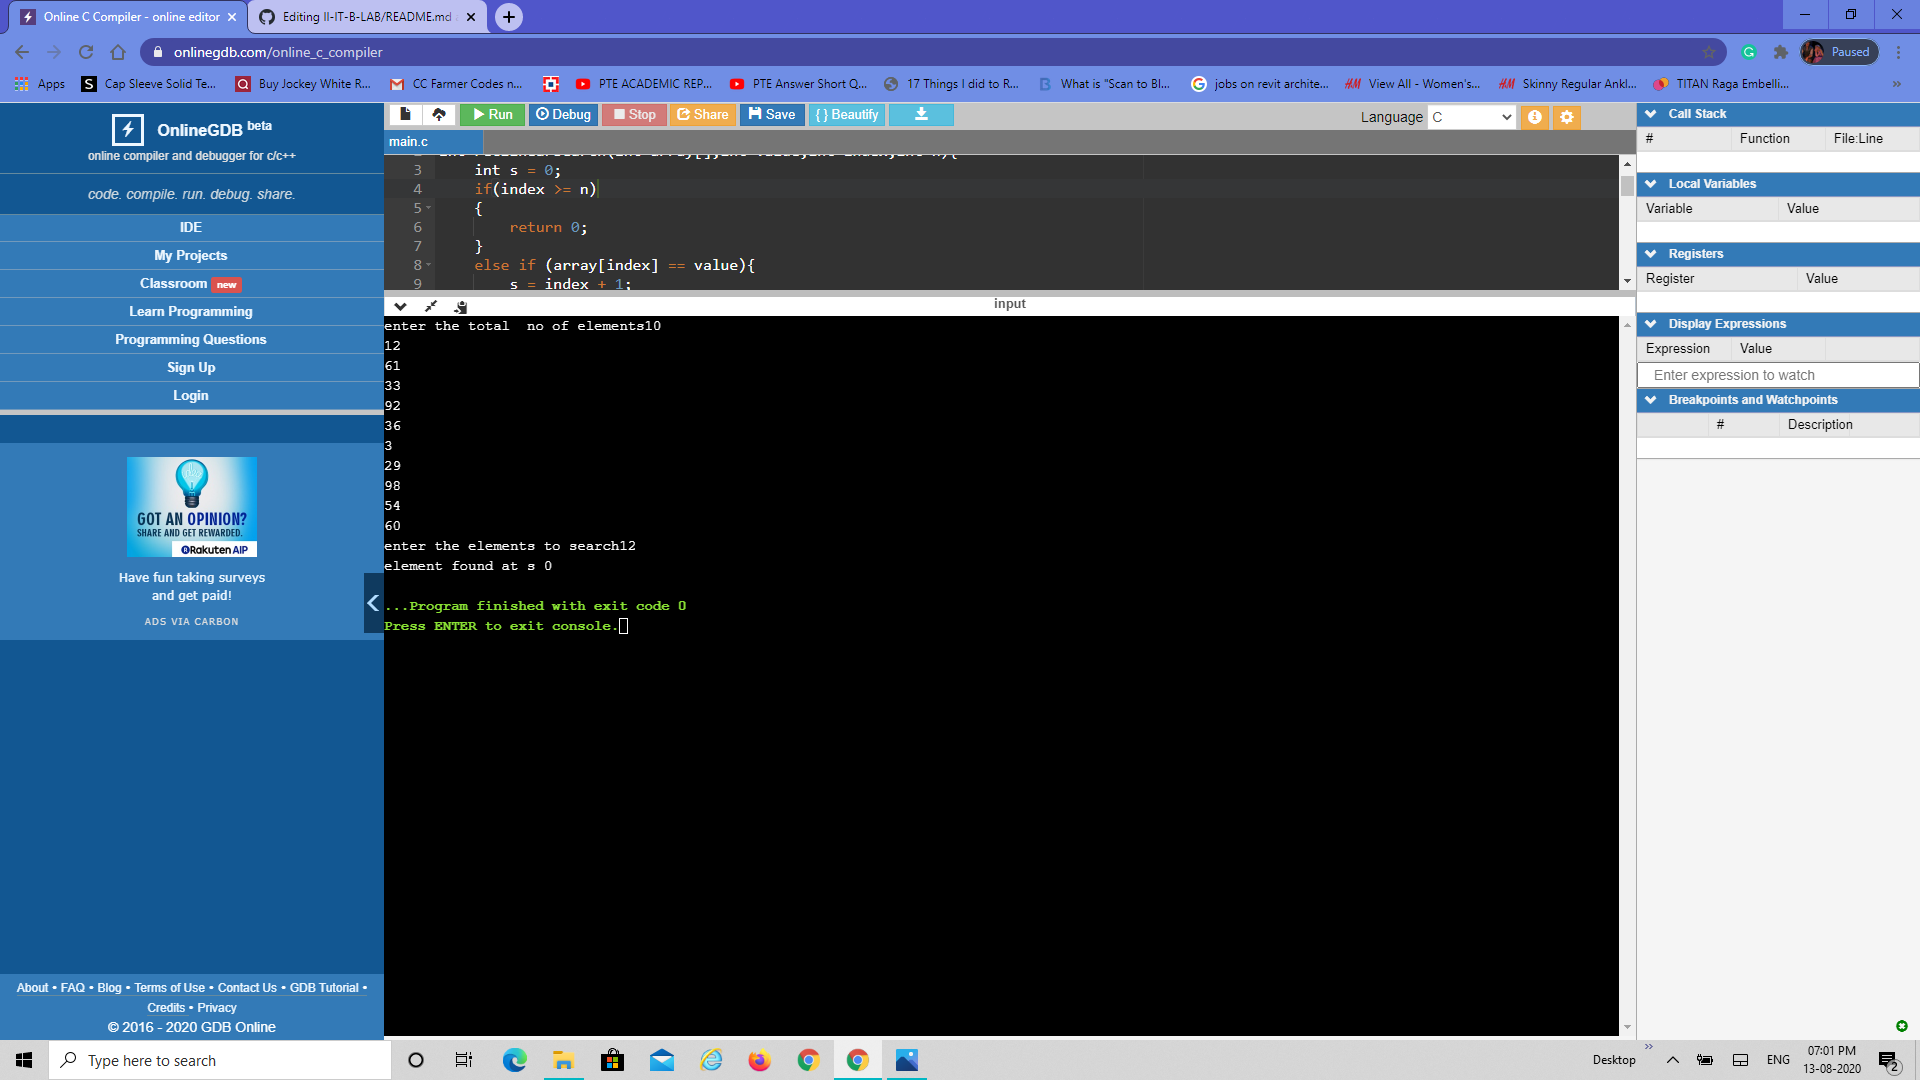 Online C Compiler - online editor
Editing II-IT-B-LAB/README.md
onlinegdb.com/online_c_compiler
Paused
Apps
Cap Sleeve Solid Te...
Buy Jockey White R...
CC Farmer Codes n...
PTE ACADEMIC REP...
PTE Answer Short Q...
17 Things I did to R...
What is "Scan to BI...
jobs on revit archite...
View All - Women's...
Skinny Regular Ankl...
TITAN Raga Embelli...
OnlineGDB beta
online compiler and debugger for c/c++
code. compile. run. debug. share.
IDE
My Projects
Classroom new
Learn Programming
Programming Questions
Sign Up
Login
GOT AN OPINION?
SHARE AND GET REWARDED.
Rakuten AIP
Have fun taking surveys
and get paid!
ADS VIA CARBON
About • FAQ • Blog • Terms of Use • Contact Us • GDB Tutorial •
Credits • Privacy
© 2016 - 2020 GDB Online
Run
Debug
Stop
Share
Save
{ } Beautify
Language C
main.c
3 int s = 0;
4 if(index >= n)
5 {
6 return 0;
7 }
8 else if (array[index] == value){
9 s = index + 1;
input
enter the total  no of elements10
12
61
33
92
36
3
29
98
54
60
enter the elements to search12
element found at s 0
...Program finished with exit code 0
Press ENTER to exit console.
Call Stack
# Function File:Line
Local Variables
Variable Value
Registers
Register Value
Display Expressions
Expression Value
Enter expression to watch
Breakpoints and Watchpoints
# Description
Type here to search
Desktop
ENG
07:01 PM
13-08-2020
2